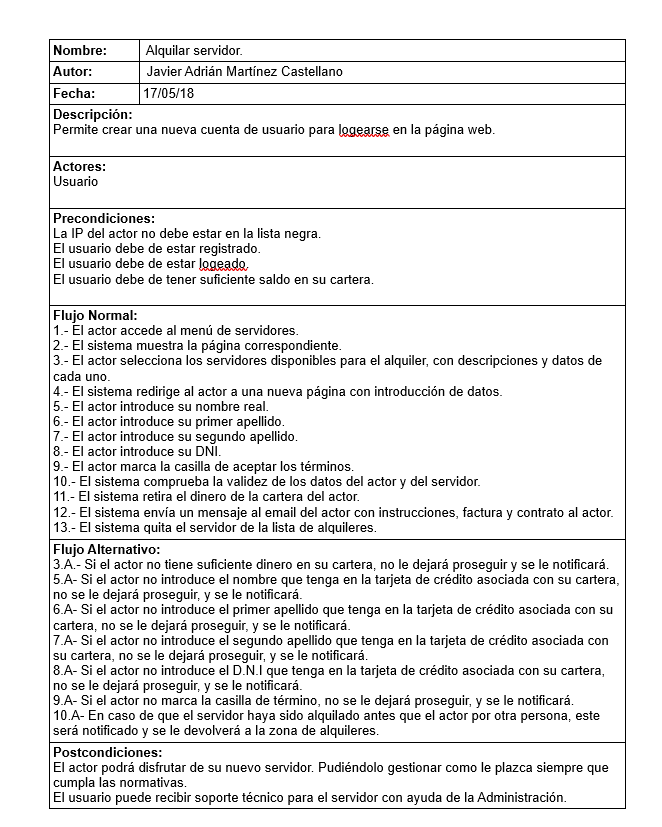 Nombre: Alquilar servidor.
Autor: Javier Adrián Martínez Castellano
Fecha: 17/05/18
Descripción:
Permite crear una nueva cuenta de usuario para logearse en la página web.
Actores:
Usuario
Precondiciones:
La IP del actor no debe estar en la lista negra.
El usuario debe de estar registrado.
El usuario debe de estar logeado.
El usuario debe de tener suficiente saldo en su cartera.
Flujo Normal:
1.- El actor accede al menú de servidores.
2.- El sistema muestra la página correspondiente.
3.- El actor selecciona los servidores disponibles para el alquiler, con descripciones y datos de
cada uno.
4.- El sistema redirige al actor a una nueva página con introducción de datos.
5.- El actor introduce su nombre real.
6.- El actor introduce su primer apellido.
7.- El actor introduce su segundo apellido.
8.- El actor introduce su DNI.
9.- El actor marca la casilla de aceptar los términos.
10.- El sistema comprueba la validez de los datos del actor y del servidor.
11.- El sistema retira el dinero de la cartera del actor.
12.- El sistema envía un mensaje al email del actor con instrucciones, factura y contrato al actor.
13.- El sistema quita el servidor de la lista de alquileres.
Flujo Alternativo:
3.A.- Si el actor no tiene suficiente dinero en su cartera, no le dejará proseguir y se le notificará.
5.A- Si el actor no introduce el nombre que tenga en la tarjeta de crédito asociada con su cartera,
no se le dejará proseguir, y se le notificará.
6.A- Si el actor no introduce el primer apellido que tenga en la tarjeta de crédito asociada con su
cartera, no se le dejará proseguir, y se le notificará.
7.A- Si el actor no introduce el segundo apellido que tenga en la tarjeta de crédito asociada con
su cartera, no se le dejará proseguir, y se le notificará.
8.A- Si el actor no introduce el D.N.I que tenga en la tarjeta de crédito asociada con su cartera,
no se le dejará proseguir, y se le notificará.
9.A- Si el actor no marca la casilla de término, no se le dejará proseguir, y se le notificará.
10.A- En caso de que el servidor haya sido alquilado antes que el actor por otra persona, este
será notificado y se le devolverá a la zona de alquileres.
Postcondiciones:
El actor podrá disfrutar de su nuevo servidor. Pudiéndolo gestionar como le plazca siempre que
cumpla las normativas.
El usuario puede recibir soporte técnico para el servidor con ayuda de la Administración.